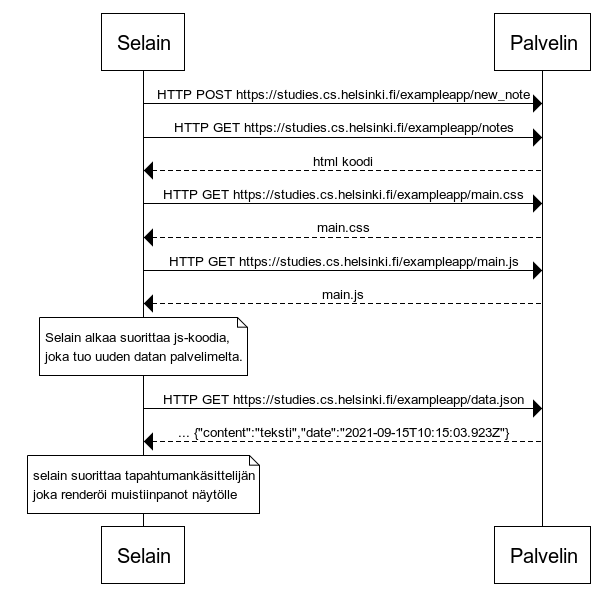 Selain
Palvelin
HTTP POST https://studies.cs.helsinki.fi/exampleapp/new_note
HTTP GET https://studies.cs.helsinki.fi/exampleapp/notes
html koodi
HTTP GET https://studies.cs.helsinki.fi/exampleapp/main.css
main.css
HTTP GET https://studies.cs.helsinki.fi/exampleapp/main.js
main.js
Selain alkaa suorittaa js-koodia,
joka tuo uuden datan palvelimelta.
HTTP GET https://studies.cs.helsinki.fi/exampleapp/data.json
... {"content":"teksti","date":"2021-09-15T10:15:03.923Z"}
selain suorittaa tapahtumankäsittelijän
joka renderöi muistiinpanot näytölle
Selain
Palvelin